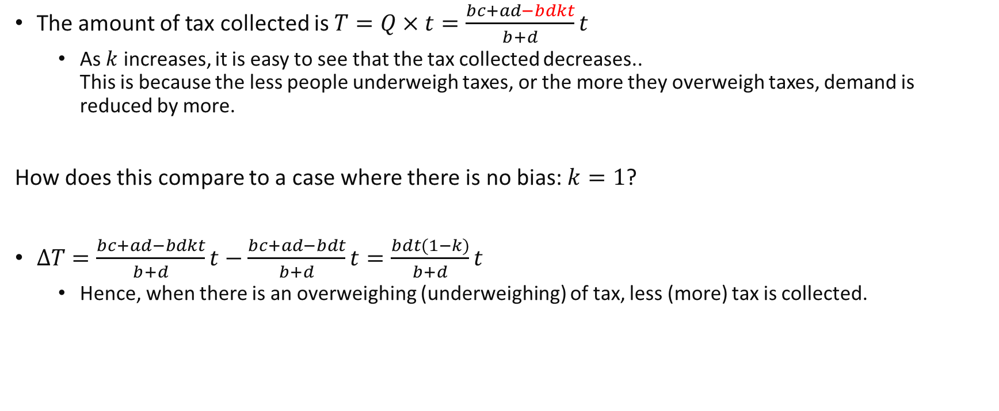 • The amount of tax collected is 𝑇 = 𝑄 × 𝑡 = \frac{bc+ad−bdkt}{b+d} 𝑡
• As 𝑘 increases, it is easy to see that the tax collected decreases..
This is because the less people underweigh taxes, or the more they overweigh taxes, demand is
reduced by more.
How does this compare to a case where there is no bias: 𝑘 = 1?
• Δ𝑇 = \frac{bc+ad−bdkt}{b+d} 𝑡 − \frac{bc+ad−bdt}{b+d} 𝑡 = \frac{bdt(1−k)}{b+d} 𝑡
• Hence, when there is an overweighing (underweighing) of tax, less (more) tax is collected.